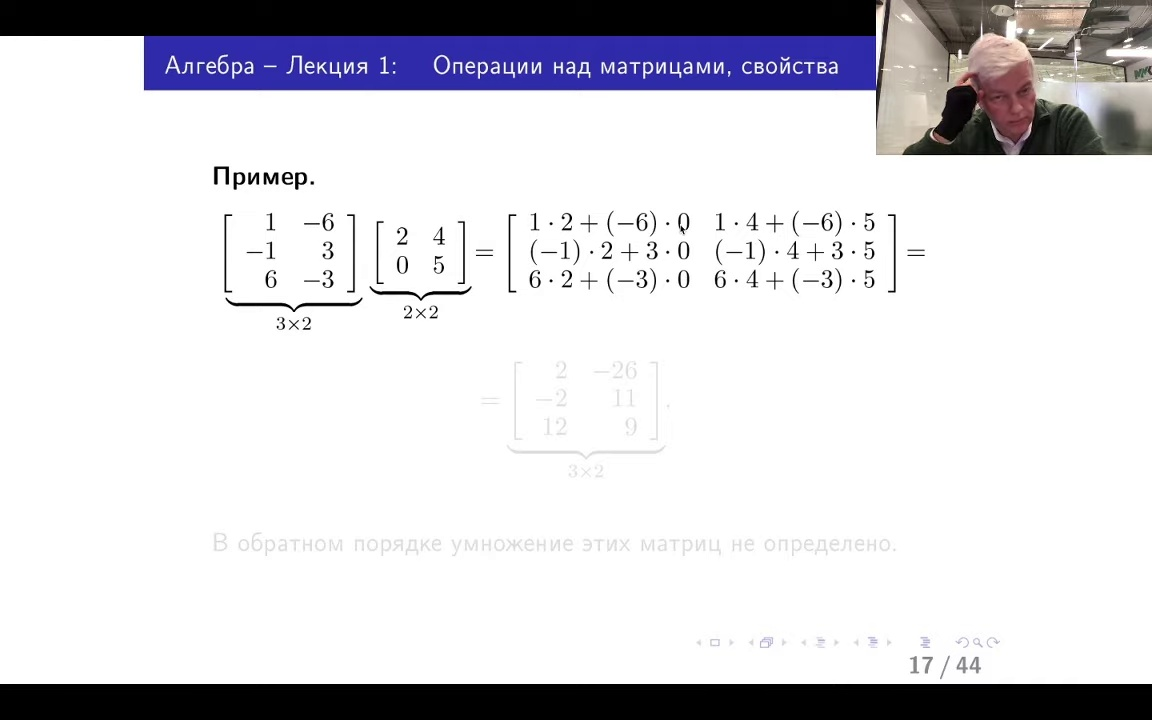 Алгебра – Лекция 1: Операции над матрицами, свойства
Пример.
[ 1 −6 ] [ 2 4 ] = [ 1 · 2 + (−6) · 0 1 · 4 + (−6) · 5 ] =
[ −1 3 ] [ 0 5 ] [ (−1) · 2 + 3 · 0 (−1) · 4 + 3 · 5 ]
[ 6 −3 ] [ 6 · 2 + (−3) · 0 6 · 4 + (−3) · 5 ]
3×2 2×2
= [ 2 −26 ] .
[ −2 11 ]
[ 12 9 ]
3×2
В обратном порядке умножение этих матриц не определено.
17 / 44